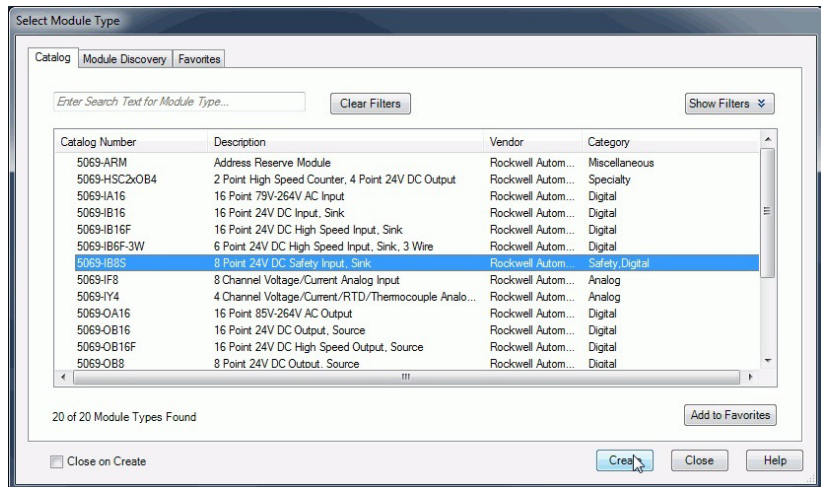 Select Module Type
Catalog Module Discovery Favorites
Enter Search Text for Module Type... Clear Filters Show Filters
Catalog Number Description Vendor Category
5069-ARM Address Reserve Module Rockwell Autom... Miscellaneous
5069-HSC2xOB4 2 Point High Speed Counter, 4 Point 24V DC Output Rockwell Autom... Specialty
5069-IA16 16 Point 79V-264V AC Input Rockwell Autom... Digital
5069-IB16 16 Point 24V DC Input, Sink Rockwell Autom... Digital
5069-IB16F 16 Point 24V DC High Speed Input, Sink Rockwell Autom... Digital
5069-IB6F-3W 6 Point 24V DC High Speed Input, Sink, 3 Wire Rockwell Autom... Digital
5069-IB8S 8 Point 24V DC Safety Input, Sink Rockwell Autom... Safety,Digital
5069-IF8 8 Channel Voltage/Current Analog Input Rockwell Autom... Analog
5069-IY4 4 Channel Voltage/Current/RTD/Thermocouple Analo... Rockwell Autom... Analog
5069-OA16 16 Point 85V-264V AC Output Rockwell Autom... Digital
5069-OB16 16 Point 24V DC Output, Source Rockwell Autom... Digital
5069-OB16F 16 Point 24V DC High Speed Output, Source Rockwell Autom... Digital
5069-OB8 8 Point 24V DC Output, Source Rockwell Autom... Digital
20 of 20 Module Types Found Add to Favorites
Close on Create Create Close Help